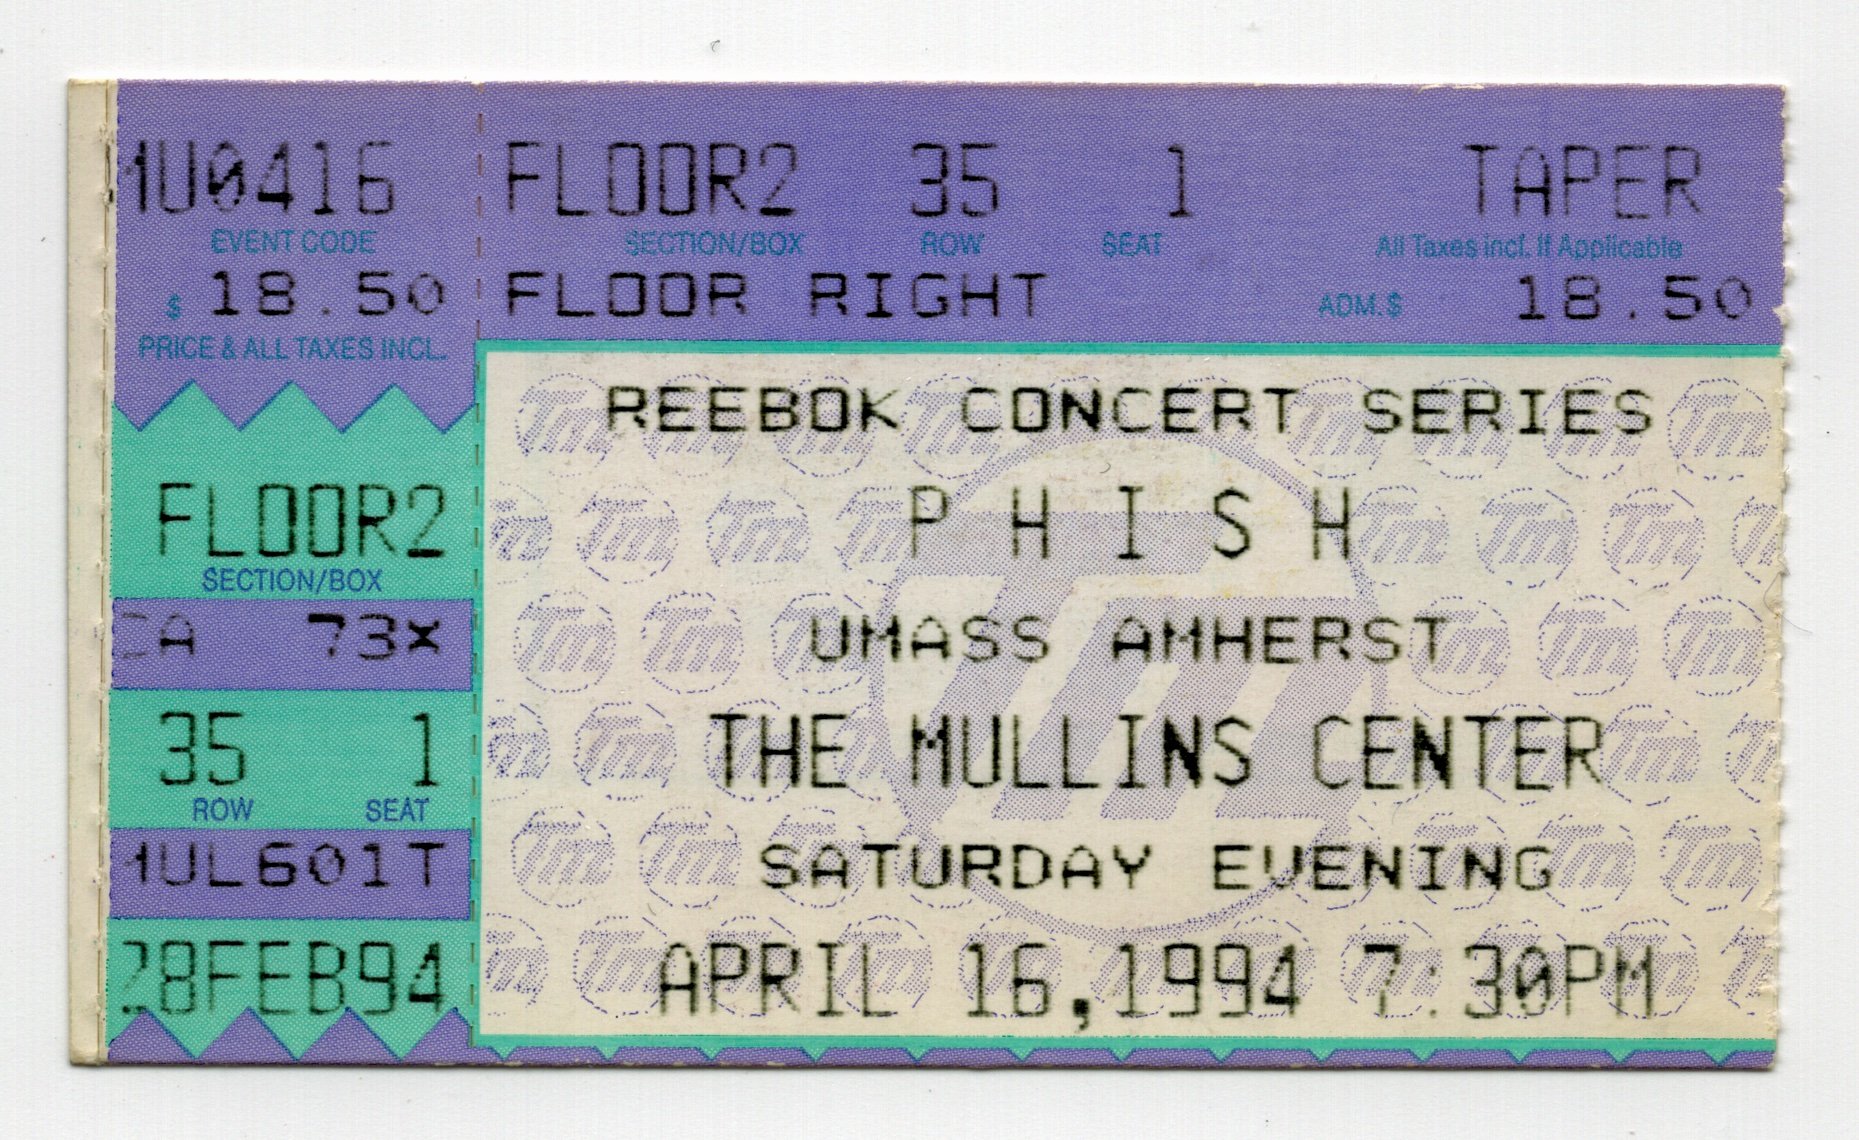 MU0416 FLOOR2 35 1 TAPER
EVENT CODE SECTION/BOX ROW SEAT All Taxes incl. If Applicable
$ 18.50 FLOOR RIGHT ADM.$ 18.50
PRICE & ALL TAXES INCL.
REEBOK CONCERT SERIES
P H I S H
UMASS AMHERST
THE MULLINS CENTER
SATURDAY EVENING
APRIL 16,1994 7:30PM
FLOOR2
SECTION/BOX
CA 73X
35 1
ROW SEAT
MUL601T
28FEB94